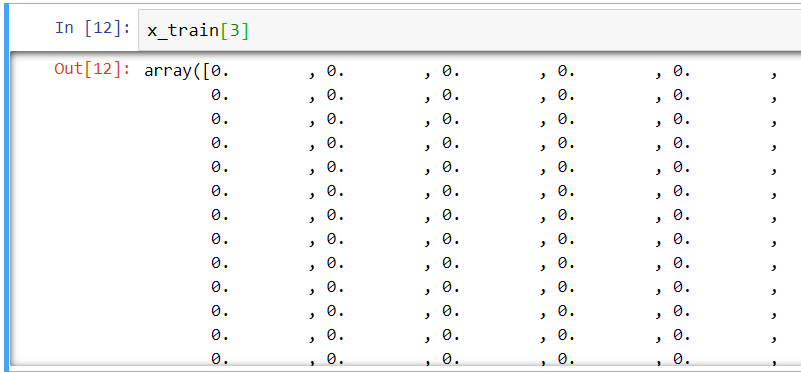 In [12]: x_train[3]
Out[12]: array([0. , 0. , 0. , 0. , 0. ,
0. , 0. , 0. , 0. , 0. ,
0. , 0. , 0. , 0. , 0. ,
0. , 0. , 0. , 0. , 0. ,
0. , 0. , 0. , 0. , 0. ,
0. , 0. , 0. , 0. , 0. ,
0. , 0. , 0. , 0. , 0. ,
0. , 0. , 0. , 0. , 0. ,
0. , 0. , 0. , 0. , 0. ,
0. , 0. , 0. , 0. , 0. ,
0. , 0. , 0. , 0. , 0. ,
0. , 0. , 0. , 0. , 0. ,
0. , 0. , 0. , 0. , 0. ,